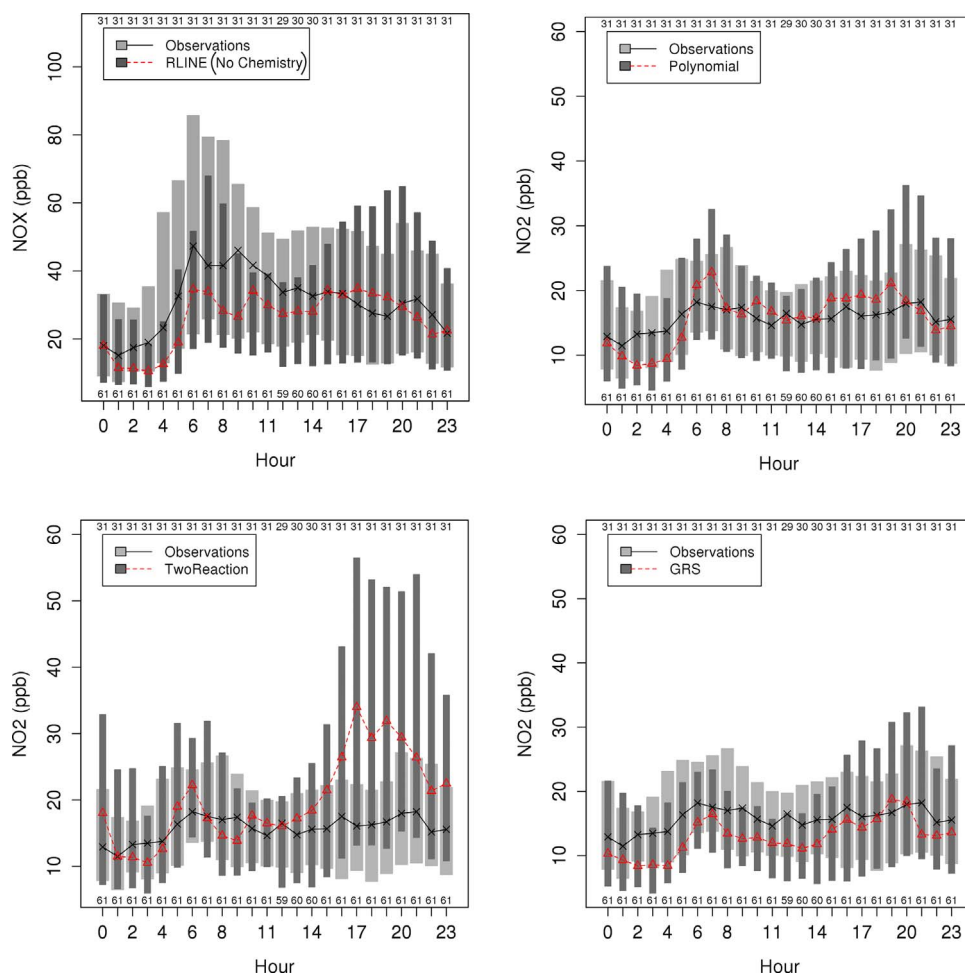 31 31 31 31 31 31 31 31 31 31 31 31 29 30 30 31 31 31 31 31 31 31 31 31
Observations
RLINE (No Chemistry)
NOX (ppb)
100
80
60
40
20
61 61 61 61 61 61 61 61 61 61 61 61 59 60 60 61 61 61 61 61 61 61 61 61
0 2 4 6 8 11 14 17 20 23
Hour
31 31 31 31 31 31 31 31 31 31 31 31 29 30 30 31 31 31 31 31 31 31 31 31
Observations
Polynomial
NO2 (ppb)
60
50
40
30
20
10
61 61 61 61 61 61 61 61 61 61 61 61 59 60 60 61 61 61 61 61 61 61 61 61
0 2 4 6 8 11 14 17 20 23
Hour
31 31 31 31 31 31 31 31 31 31 31 31 29 30 30 31 31 31 31 31 31 31 31 31
Observations
TwoReaction
NO2 (ppb)
60
50
40
30
20
10
61 61 61 61 61 61 61 61 61 61 61 61 59 60 60 61 61 61 61 61 61 61 61 61
0 2 4 6 8 11 14 17 20 23
Hour
31 31 31 31 31 31 31 31 31 31 31 31 29 30 30 31 31 31 31 31 31 31 31 31
Observations
GRS
NO2 (ppb)
60
50
40
30
20
10
61 61 61 61 61 61 61 61 61 61 61 61 59 60 60 61 61 61 61 61 61 61 61 61
0 2 4 6 8 11 14 17 20 23
Hour